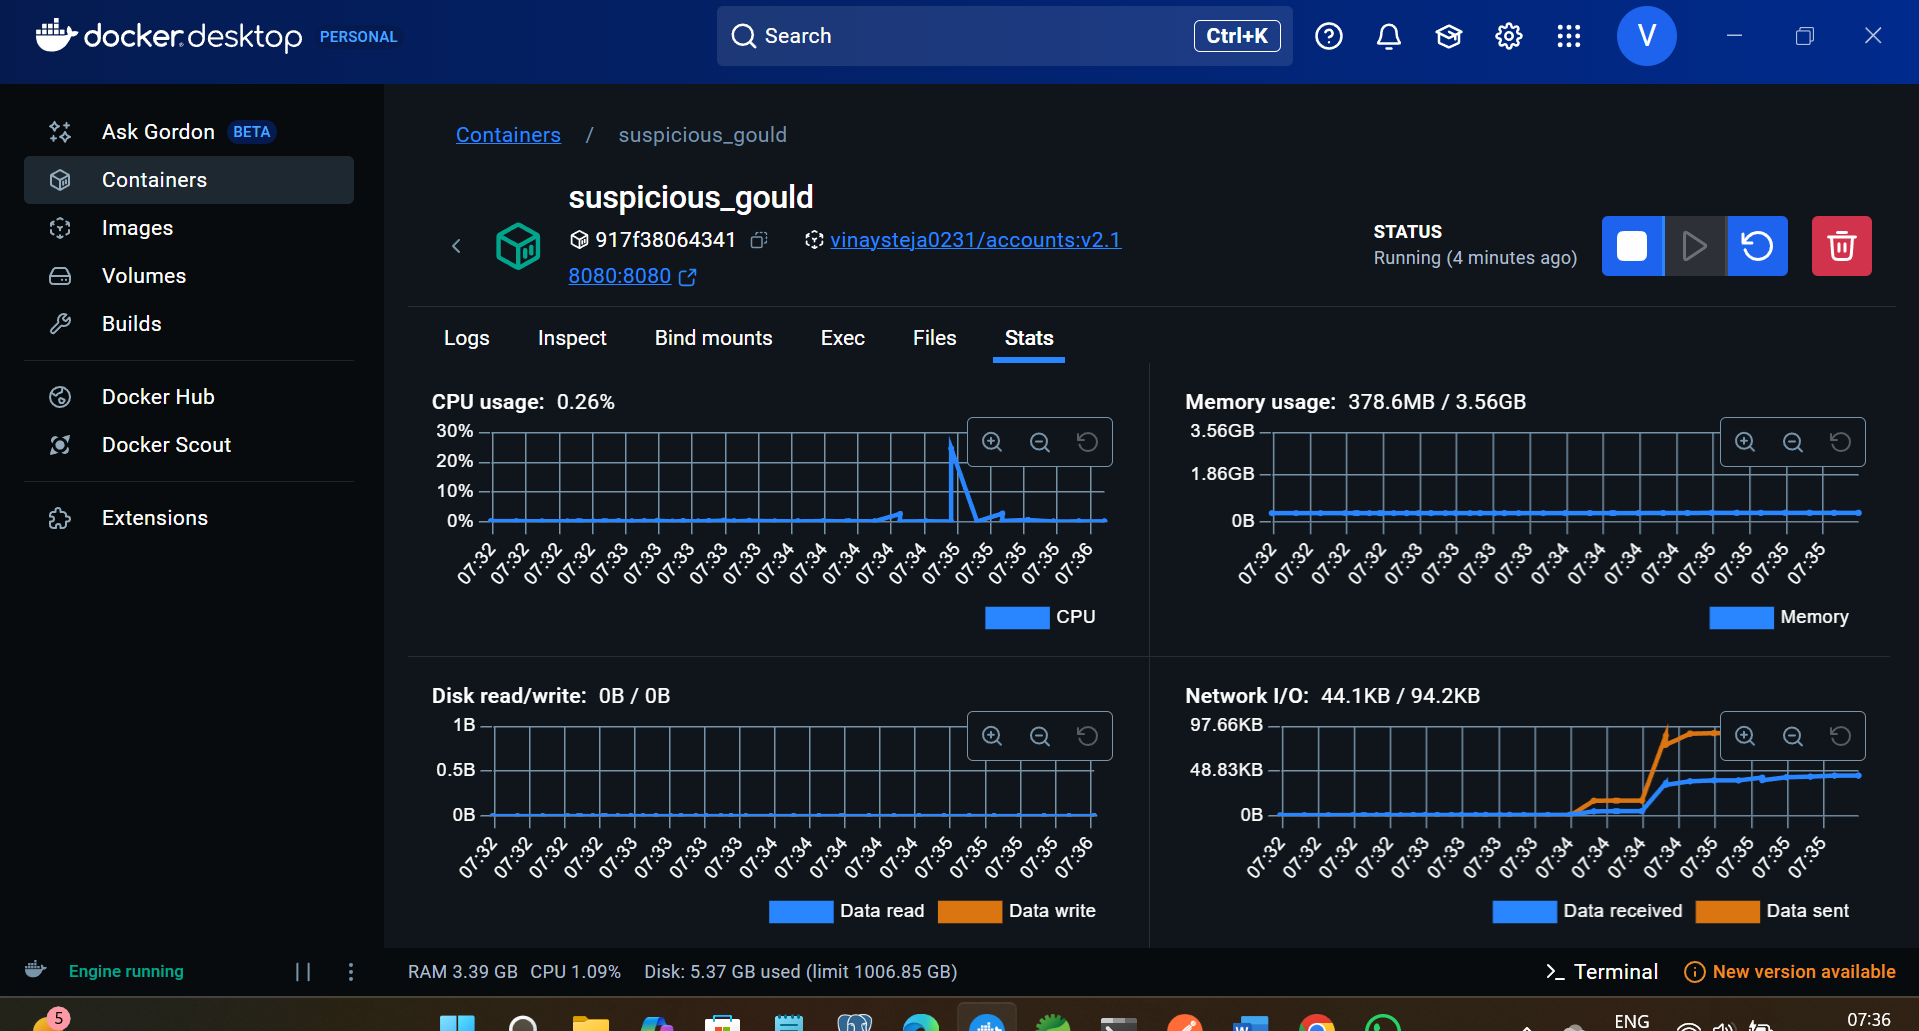 docker desktop PERSONAL
Search Ctrl+K
V
Ask Gordon BETA
Containers
Images
Volumes
Builds
Docker Hub
Docker Scout
Extensions
Containers / suspicious_gould
suspicious_gould
917f38064341 vinaysteja0231/accounts:v2.1
8080:8080
STATUS
Running (4 minutes ago)
Logs Inspect Bind mounts Exec Files Stats
CPU usage: 0.26%
30%
20%
10%
0%
07:32 07:32 07:32 07:32 07:33 07:33 07:33 07:33 07:33 07:34 07:34 07:34 07:34 07:34 07:35 07:35 07:35 07:35 07:36
CPU
Memory usage: 378.6MB / 3.56GB
3.56GB
1.86GB
0B
07:32 07:32 07:32 07:32 07:33 07:33 07:33 07:33 07:34 07:34 07:34 07:34 07:35 07:35 07:35 07:35
Memory
Disk read/write: 0B / 0B
1B
0.5B
0B
07:32 07:32 07:32 07:32 07:33 07:33 07:33 07:33 07:34 07:34 07:34 07:34 07:34 07:35 07:35 07:35 07:35 07:36
Data read Data write
Network I/O: 44.1KB / 94.2KB
97.66KB
48.83KB
0B
07:32 07:32 07:32 07:32 07:33 07:33 07:33 07:33 07:34 07:34 07:34 07:34 07:35 07:35 07:35 07:35
Data received Data sent
Engine running
RAM 3.39 GB CPU 1.09% Disk: 5.37 GB used (limit 1006.85 GB)
>_ Terminal
New version available
5
ENG
07:36